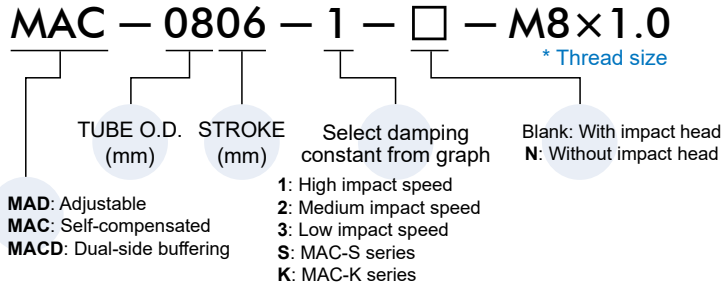 MAC – 0806 – 1 – □ – M8×1.0
* Thread size
TUBE O.D.
(mm)
STROKE
(mm)
Select damping
constant from graph
Blank: With impact head
N: Without impact head
MAD: Adjustable
MAC: Self-compensated
MACD: Dual-side buffering
1: High impact speed
2: Medium impact speed
3: Low impact speed
S: MAC-S series
K: MAC-K series